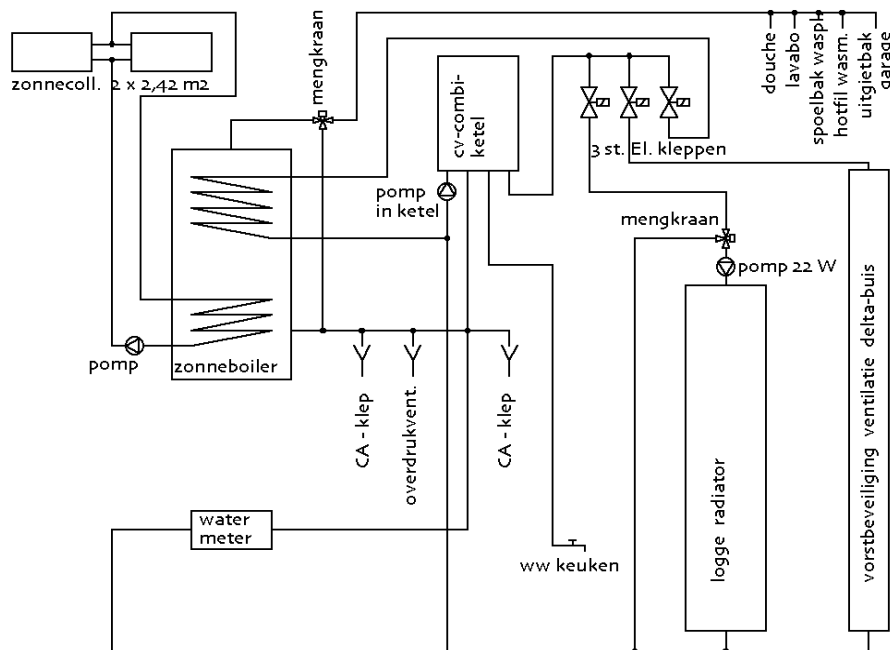 zonnecoll. 2 x 2,42 m2
mengkraan
cv-combi-
ketel
douche
lavabo
spoelbak wasph
hotfil wasm.
uitgietbak
garage
3 st. El. kleppen
pomp
in ketel
mengkraan
pomp 22 W
pomp
zonneboiler
CA - klep
overdrukvent.
CA - klep
water
meter
ww keuken
logge radiator
vorstbeveiliging ventilatie delta-buis